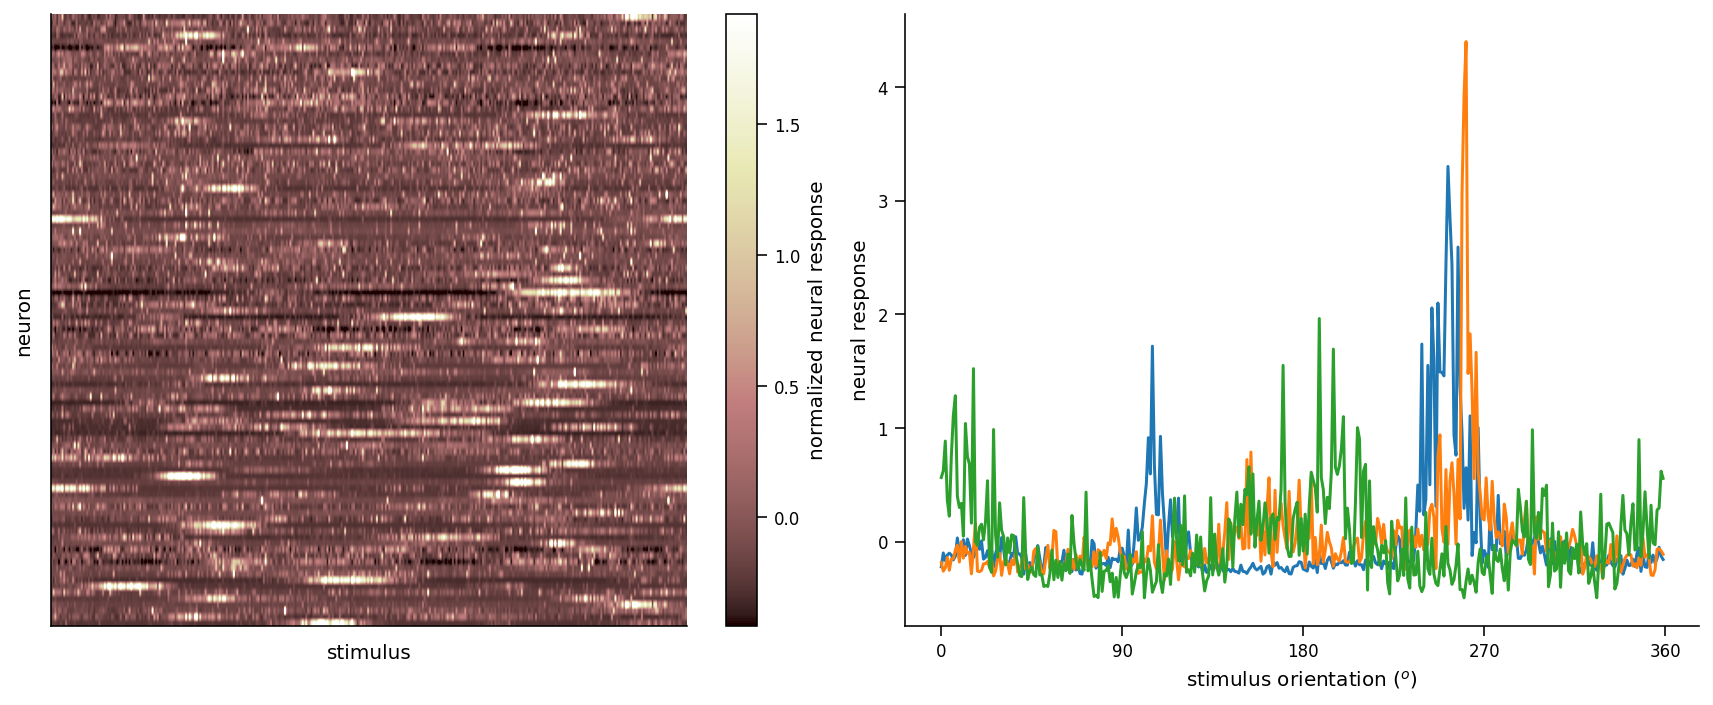 neuron
stimulus
1.5
1.0
0.5
0.0
normalized neural response
neural response
4
3
2
1
0
0 90 180 270 360
stimulus orientation (o)